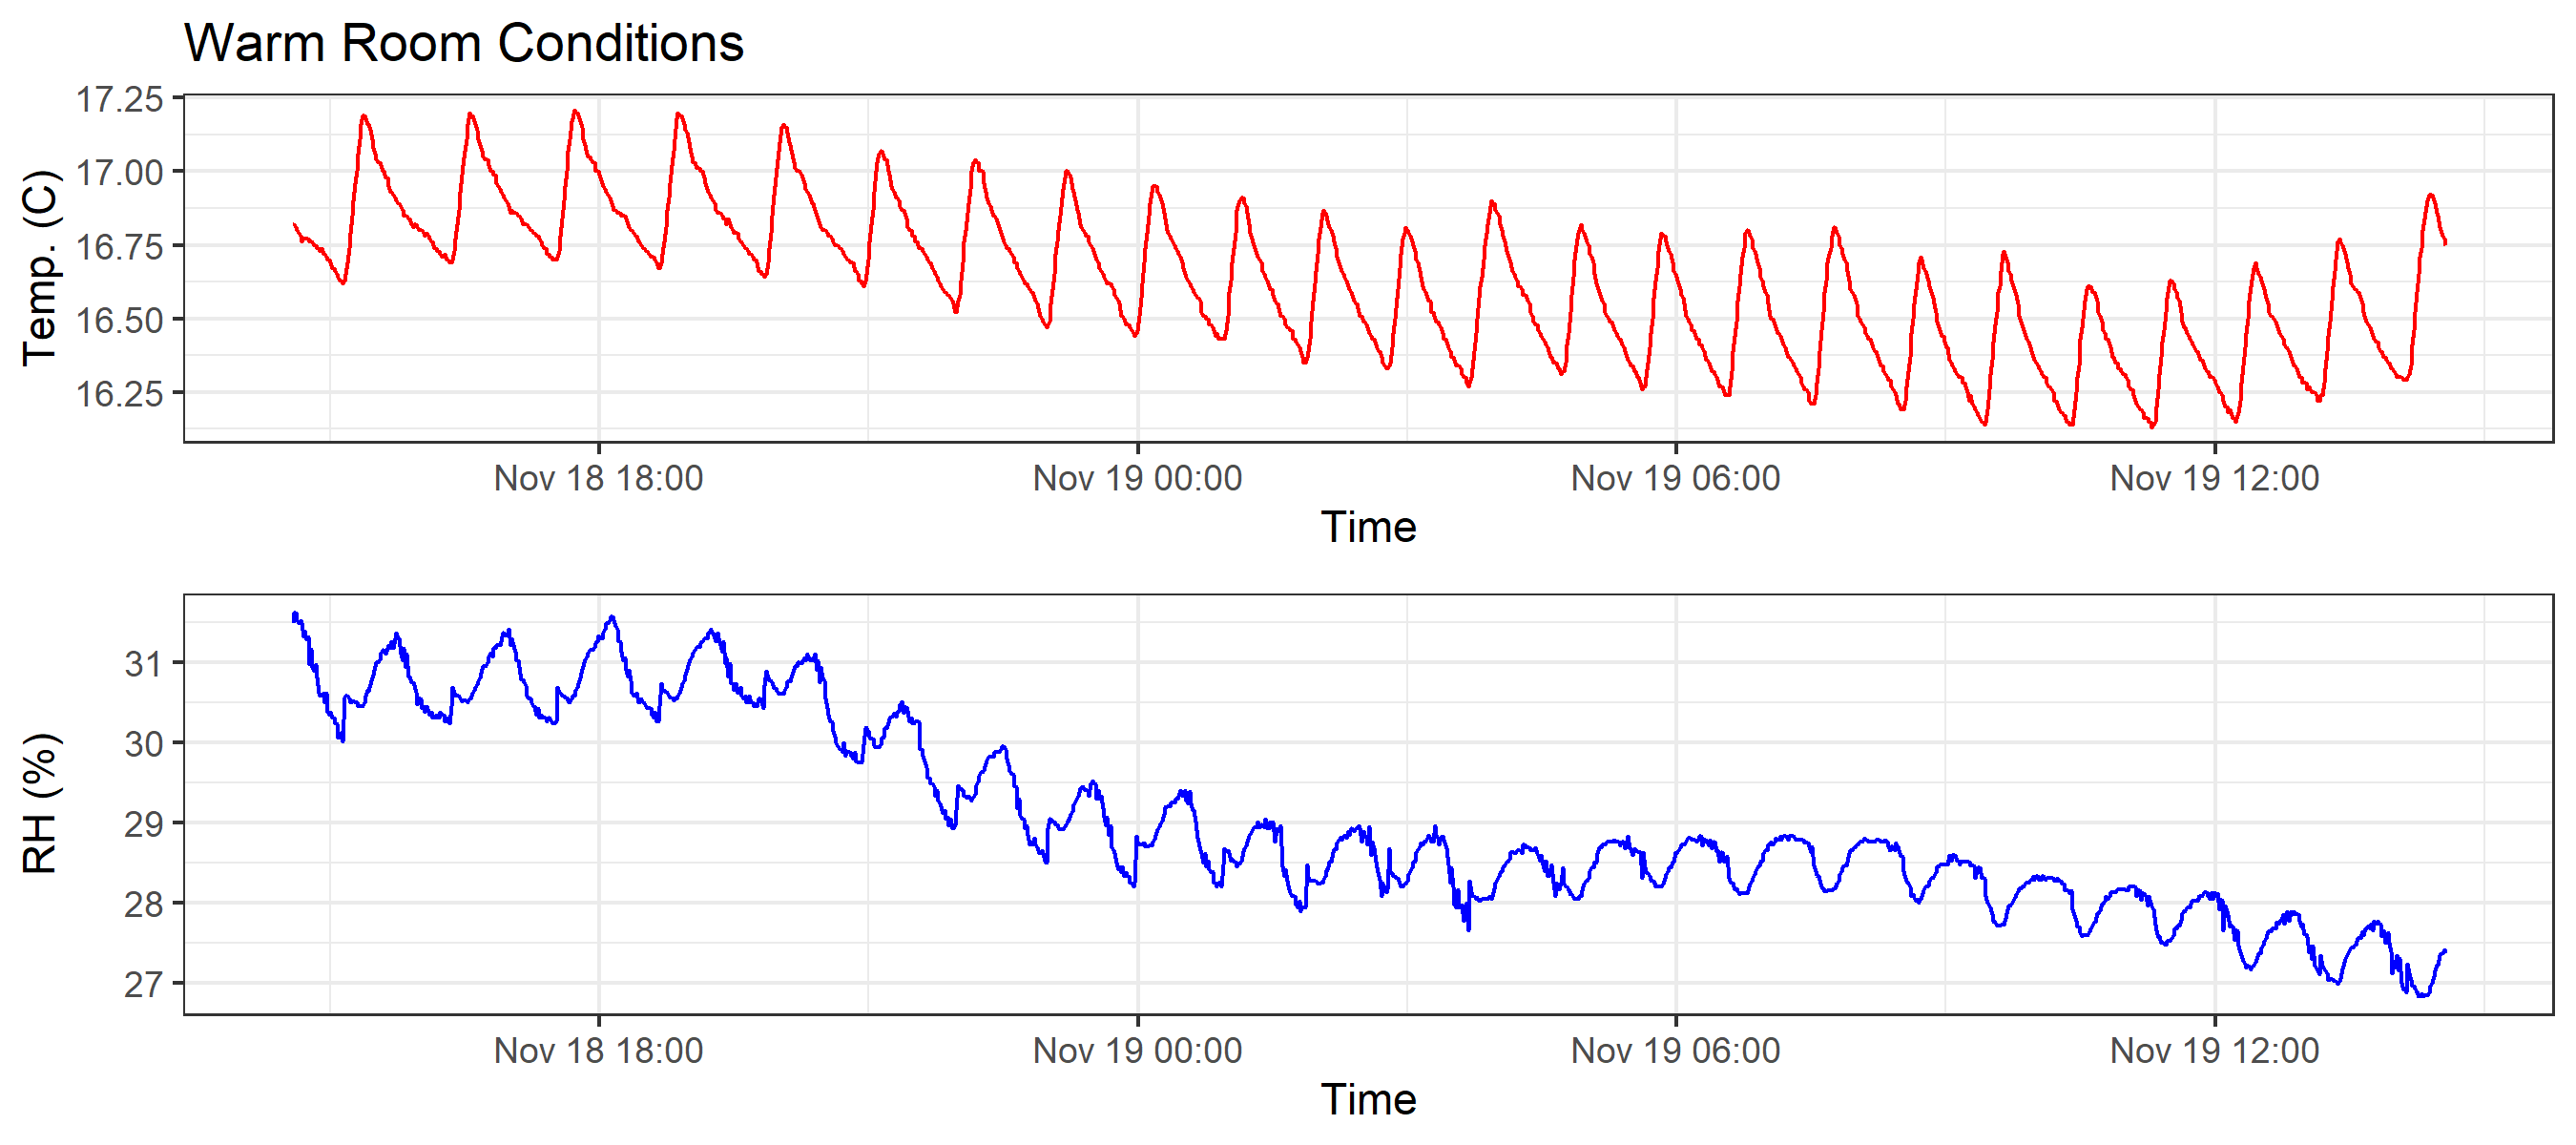 Warm Room Conditions
Temp. (C)
17.25
17.00
16.75
16.50
16.25
Nov 18 18:00 Nov 19 00:00 Nov 19 06:00 Nov 19 12:00
Time
RH (%)
31
30
29
28
27
Nov 18 18:00 Nov 19 00:00 Nov 19 06:00 Nov 19 12:00
Time